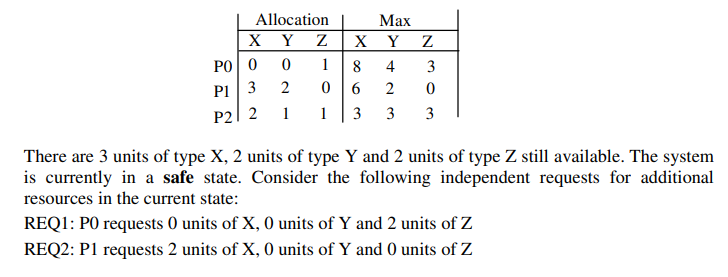 Allocation Max
X Y Z X Y Z
P0 0 0 1 8 4 3
P1 3 2 0 6 2 0
P2 2 1 1 3 3 3
There are 3 units of type X, 2 units of type Y and 2 units of type Z still available. The system
is currently in a safe state. Consider the following independent requests for additional
resources in the current state:
REQ1: P0 requests 0 units of X, 0 units of Y and 2 units of Z
REQ2: P1 requests 2 units of X, 0 units of Y and 0 units of Z